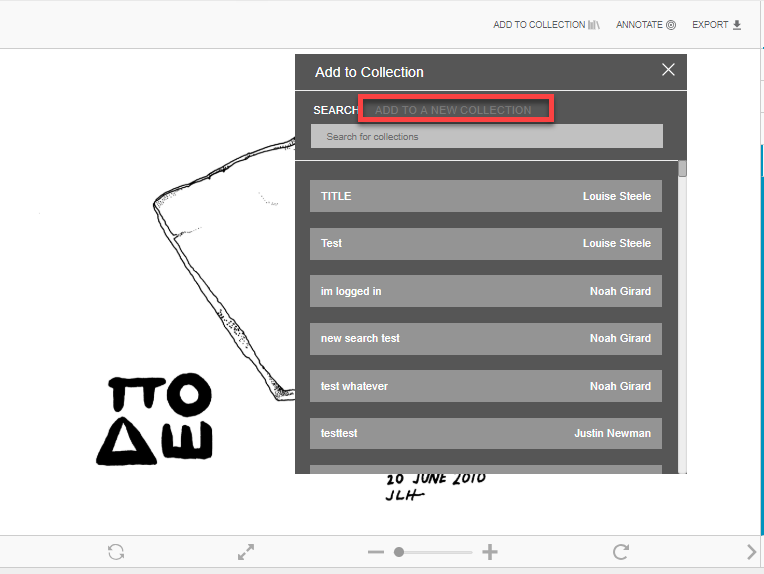 ADD TO COLLECTION ANNOTATE EXPORT
Add to Collection
SEARCH ADD TO A NEW COLLECTION
Search for collections
TITLE Louise Steele
Test Louise Steele
im logged in Noah Girard
new search test Noah Girard
test whatever Noah Girard
testtest Justin Newman
ΠΟ
ΔΕ
20 JUNE 2010
JLH